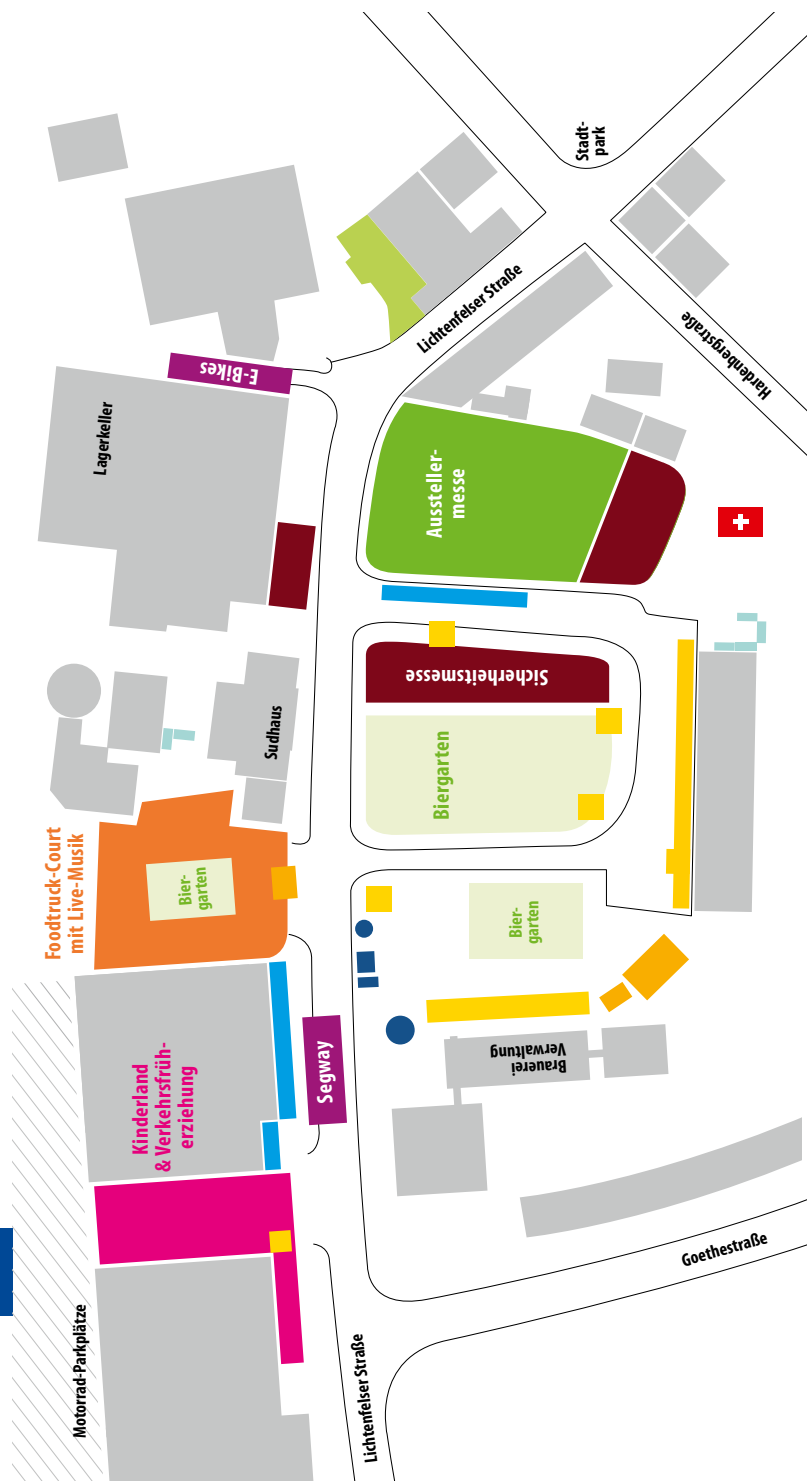 Stadt-
park
Lichtenfelser Straße
Hardenbergstraße
E-Bikes
Lagerkeller
Aussteller-
messe
Sicherheitsmesse
Sudhaus
Biergarten
Foodtruck-Court
mit Live-Musik
Bier-
garten
Bier-
garten
Segway
Brauerei
Verwaltung
Kinderland
& Verkehrsfrüh-
erziehung
Goethestraße
Motorrad-Parkplätze
Lichtenfelser Straße